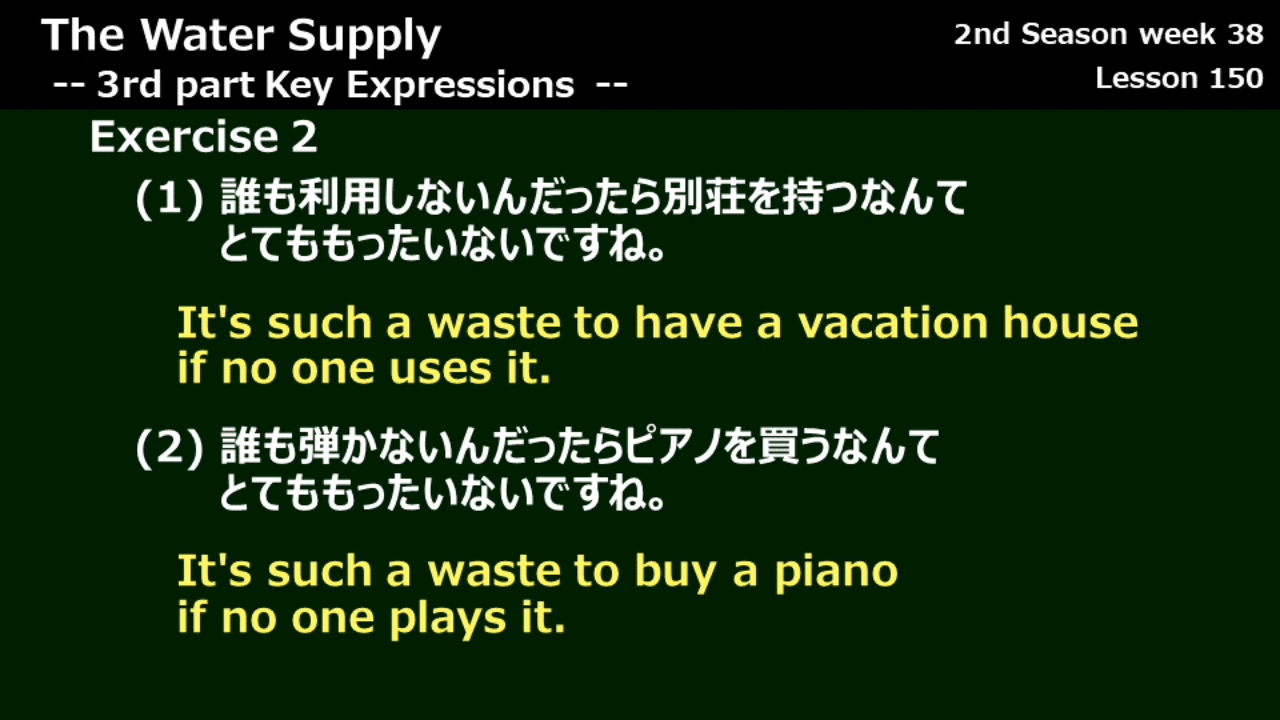 The Water Supply
2nd Season week 38
-- 3rd part Key Expressions --
Lesson 150
Exercise 2
(1) 誰も利用しないんだったら別荘を持つなんて
とてももったいないですね。
It's such a waste to have a vacation house
if no one uses it.
(2) 誰も弾かないんだったらピアノを買うなんて
とてももったいないですね。
It's such a waste to buy a piano
if no one plays it.